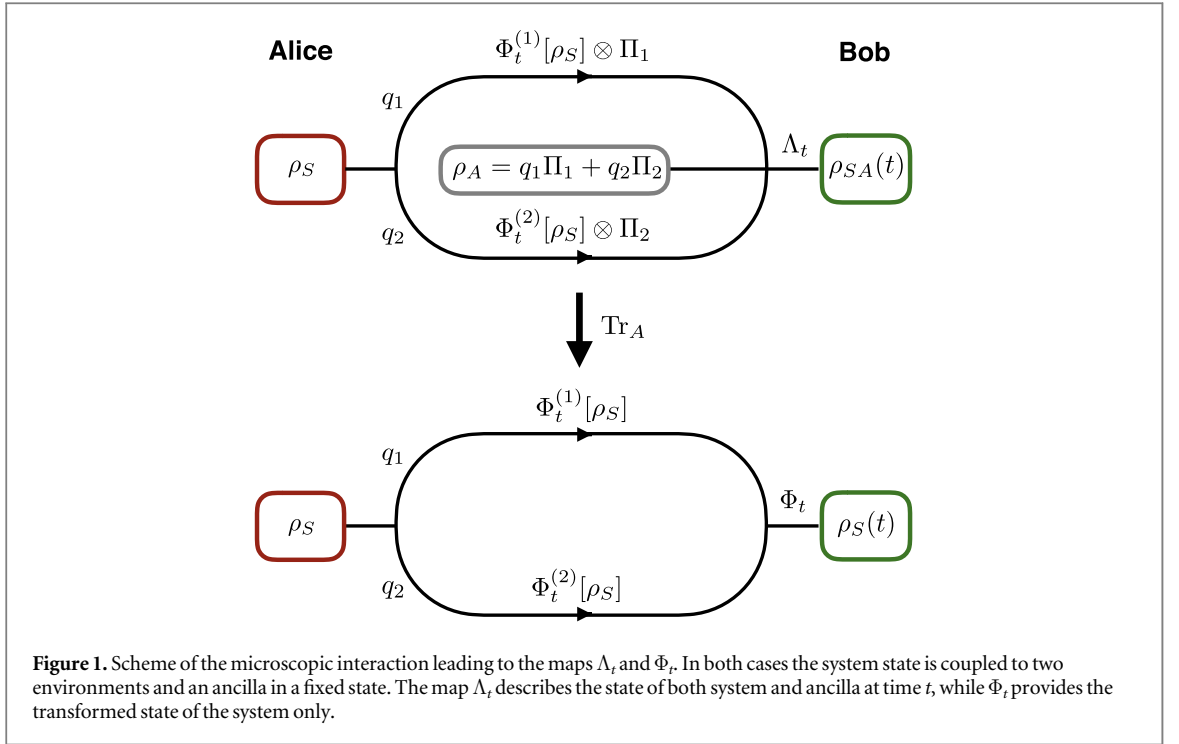 Alice
Φ_t^{(1)}[ρ_S] ⊗ Π_1
Bob
q_1
ρ_S
ρ_A = q_1Π_1 + q_2Π_2
Λ_t
ρ_{SA}(t)
q_2
Φ_t^{(2)}[ρ_S] ⊗ Π_2
Tr_A
Φ_t^{(1)}[ρ_S]
q_1
ρ_S
Φ_t
ρ_S(t)
q_2
Φ_t^{(2)}[ρ_S]
Figure 1. Scheme of the microscopic interaction leading to the maps Λ_t and Φ_t. In both cases the system state is coupled to two
environments and an ancilla in a fixed state. The map Λ_t describes the state of both system and ancilla at time t, while Φ_t provides the
transformed state of the system only.